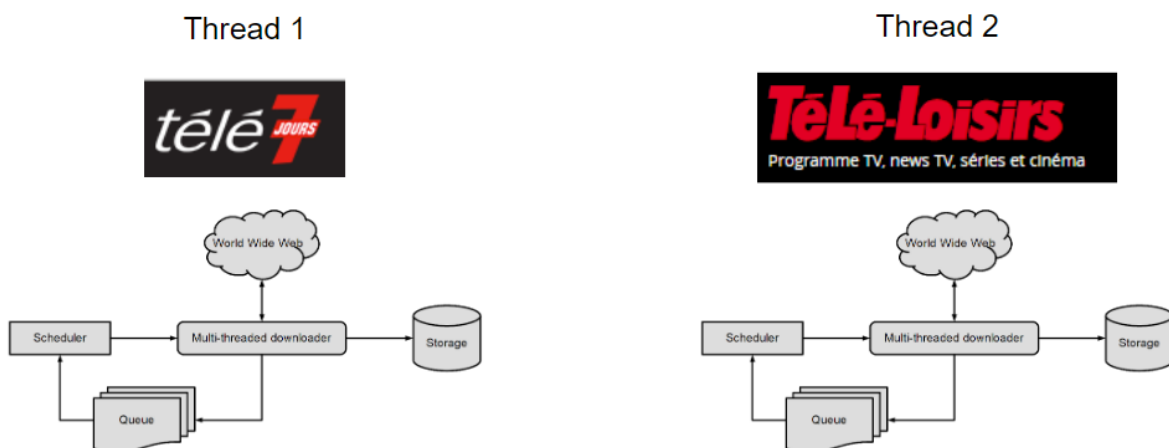 Thread 1
Thread 2
télé 7 JOURS
TéLé-Loisirs
Programme TV, news TV, séries et cinéma
World Wide Web
World Wide Web
Scheduler
Multi-threaded downloader
Storage
Scheduler
Multi-threaded downloader
Storage
Queue
Queue